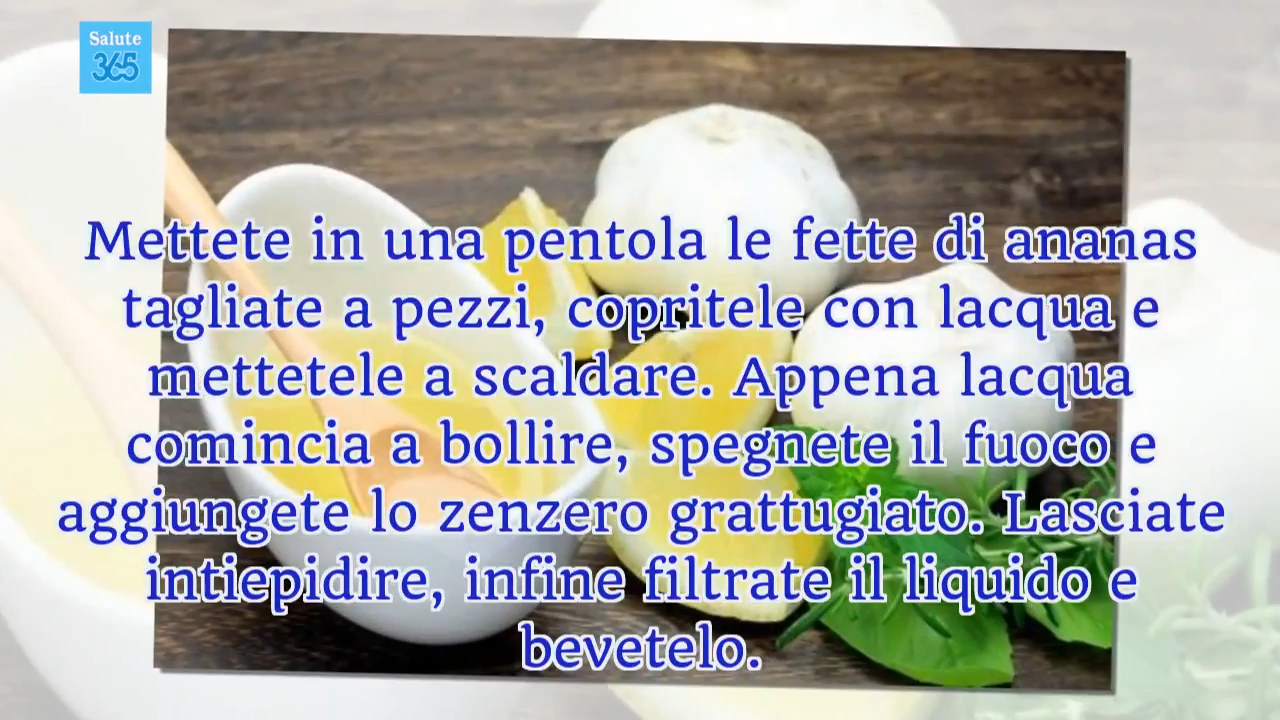 Salute
365
Mettete in una pentola le fette di ananas
tagliate a pezzi, copritele con lacqua e
mettetele a scaldare. Appena lacqua
comincia a bollire, spegnete il fuoco e
aggiungete lo zenzero grattugiato. Lasciate
intiepidire, infine filtrate il liquido e
bevetelo.